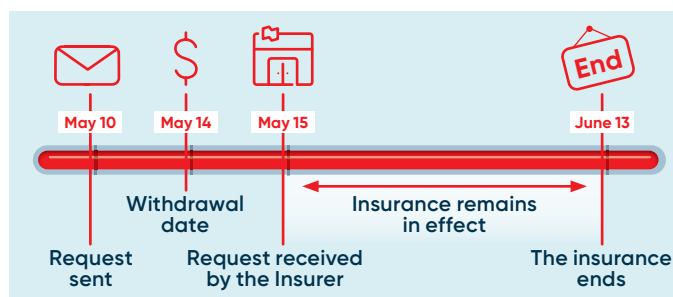 End
May 10
May 14
May 15
June 13
Withdrawal
date
Insurance remains
in effect
Request
sent
Request received
by the Insurer
The insurance
ends